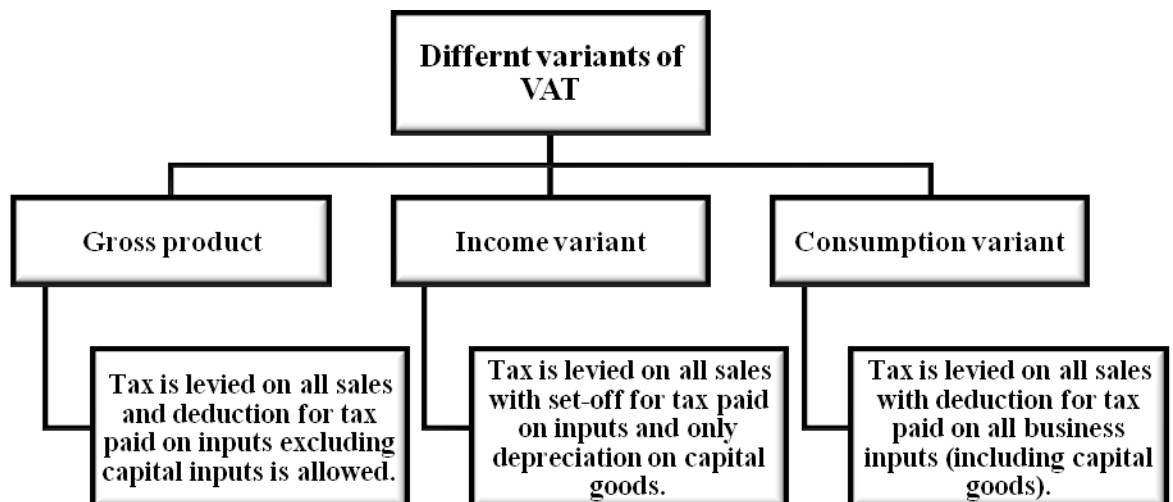 Differnt variants of
VAT
Gross product
Income variant
Consumption variant
Tax is levied on all sales
and deduction for tax
paid on inputs excluding
capital inputs is allowed.
Tax is levied on all sales
with set-off for tax paid
on inputs and only
depreciation on capital
goods.
Tax is levied on all sales
with deduction for tax
paid on all business
inputs (including capital
goods).